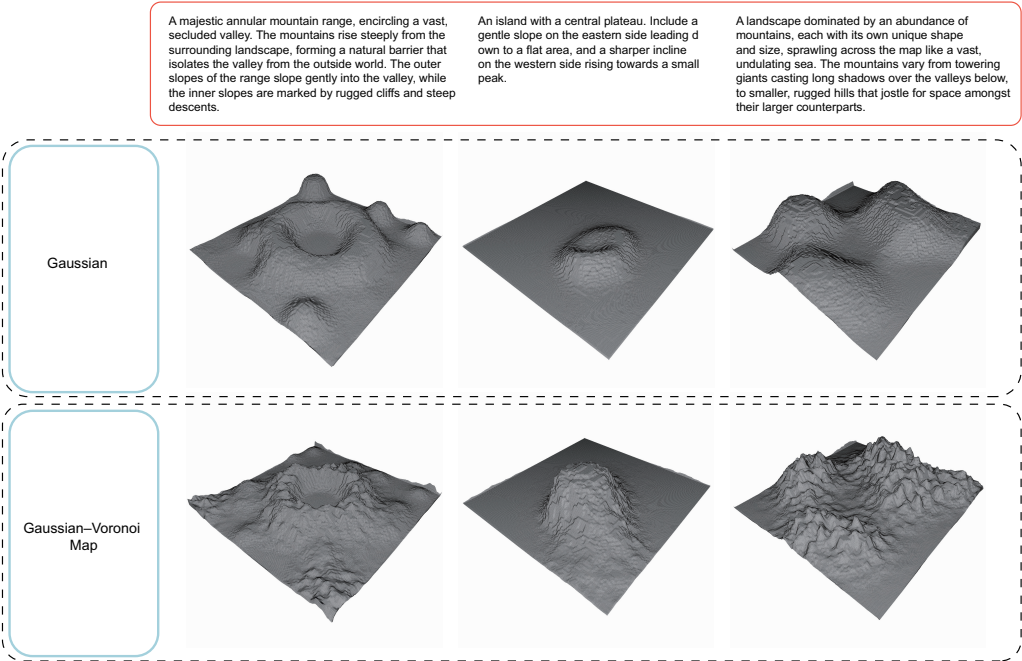 A majestic annular mountain range, encircling a vast,
secluded valley. The mountains rise steeply from the
surrounding landscape, forming a natural barrier that
isolates the valley from the outside world. The outer
slopes of the range slope gently into the valley, while
the inner slopes are marked by rugged cliffs and steep
descents.
An island with a central plateau. Include a
gentle slope on the eastern side leading d
own to a flat area, and a sharper incline
on the western side rising towards a small
peak.
A landscape dominated by an abundance of
mountains, each with its own unique shape
and size, sprawling across the map like a vast,
undulating sea. The mountains vary from towering
giants casting long shadows over the valleys below,
to smaller, rugged hills that jostle for space amongst
their larger counterparts.
Gaussian
Gaussian–Voronoi
Map